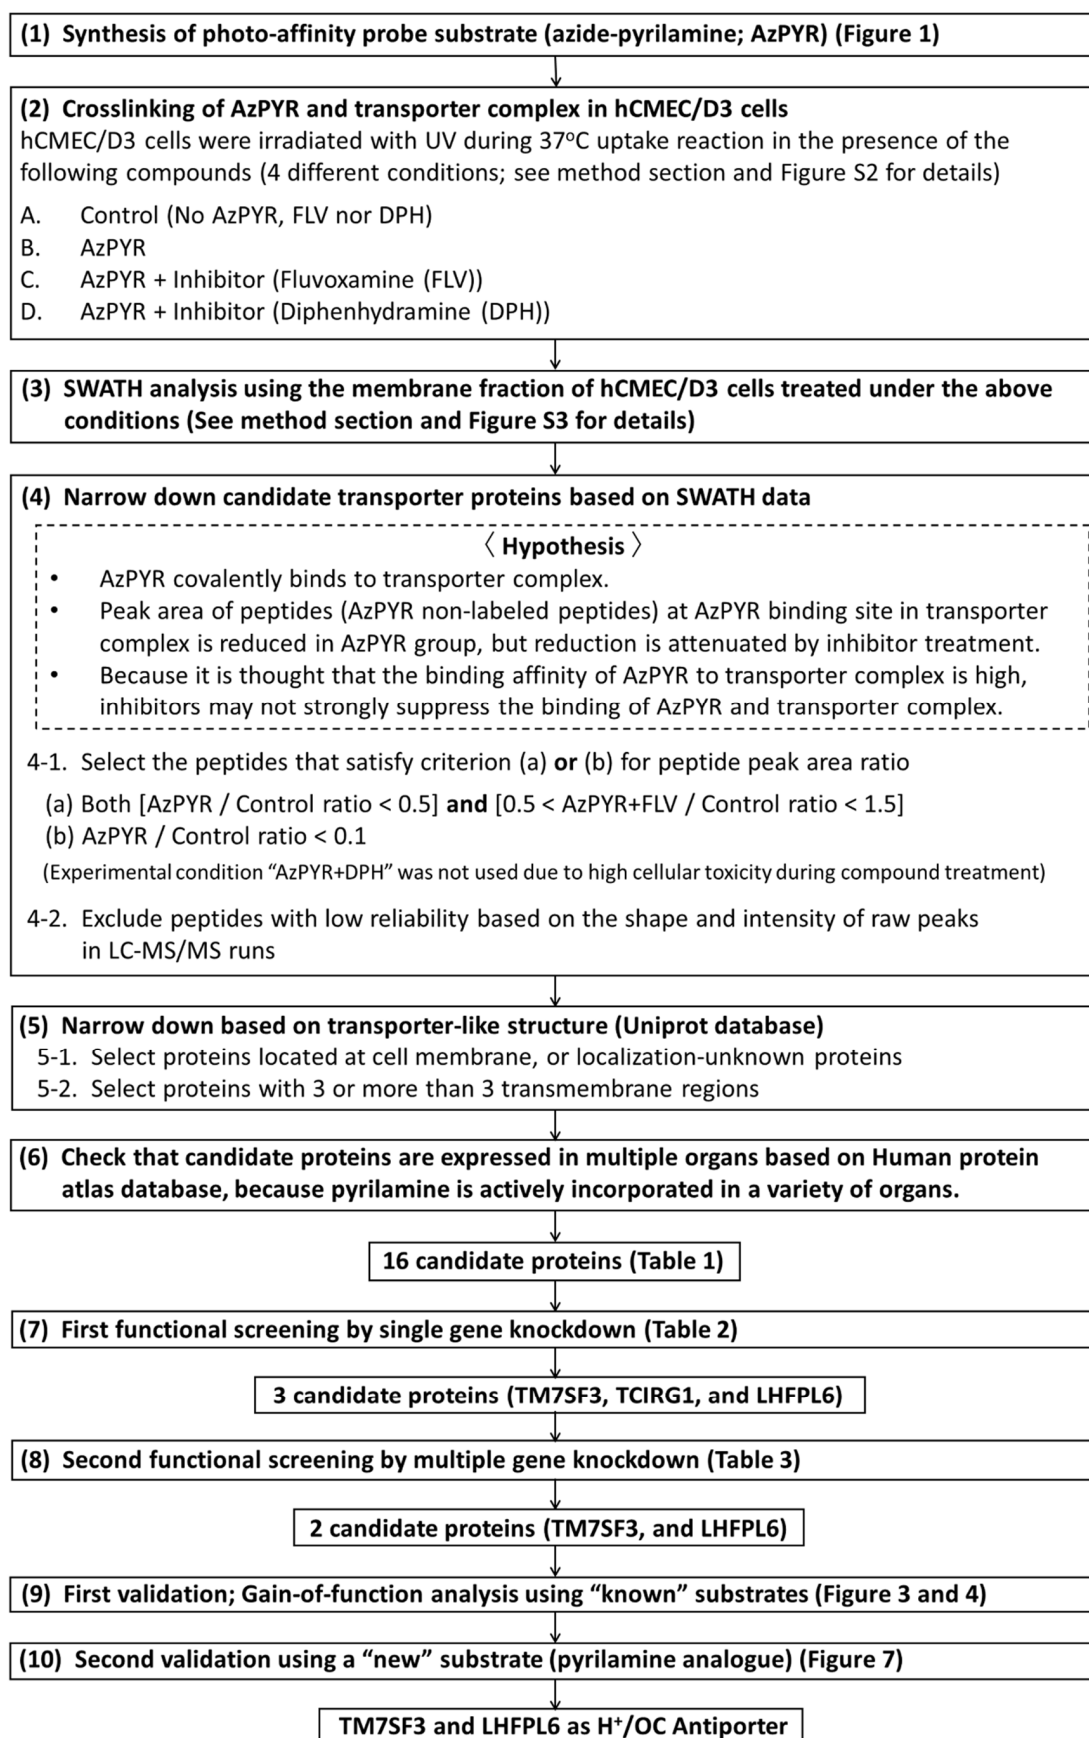 (1) Synthesis of photo-affinity probe substrate (azide-pyrilamine; AzPYR) (Figure 1)
(2) Crosslinking of AzPYR and transporter complex in hCMEC/D3 cells
hCMEC/D3 cells were irradiated with UV during 37°C uptake reaction in the presence of the
following compounds (4 different conditions; see method section and Figure S2 for details)
A. Control (No AzPYR, FLV nor DPH)
B. AzPYR
C. AzPYR + Inhibitor (Fluvoxamine (FLV))
D. AzPYR + Inhibitor (Diphenhydramine (DPH))
(3) SWATH analysis using the membrane fraction of hCMEC/D3 cells treated under the above
conditions (See method section and Figure S3 for details)
(4) Narrow down candidate transporter proteins based on SWATH data
〈 Hypothesis 〉
• AzPYR covalently binds to transporter complex.
• Peak area of peptides (AzPYR non-labeled peptides) at AzPYR binding site in transporter
complex is reduced in AzPYR group, but reduction is attenuated by inhibitor treatment.
• Because it is thought that the binding affinity of AzPYR to transporter complex is high,
inhibitors may not strongly suppress the binding of AzPYR and transporter complex.
4-1. Select the peptides that satisfy criterion (a) or (b) for peptide peak area ratio
(a) Both [AzPYR / Control ratio < 0.5] and [0.5 < AzPYR+FLV / Control ratio < 1.5]
(b) AzPYR / Control ratio < 0.1
(Experimental condition “AzPYR+DPH” was not used due to high cellular toxicity during compound treatment)
4-2. Exclude peptides with low reliability based on the shape and intensity of raw peaks
in LC-MS/MS runs
(5) Narrow down based on transporter-like structure (Uniprot database)
5-1. Select proteins located at cell membrane, or localization-unknown proteins
5-2. Select proteins with 3 or more than 3 transmembrane regions
(6) Check that candidate proteins are expressed in multiple organs based on Human protein
atlas database, because pyrilamine is actively incorporated in a variety of organs.
16 candidate proteins (Table 1)
(7) First functional screening by single gene knockdown (Table 2)
3 candidate proteins (TM7SF3, TCIRG1, and LHFPL6)
(8) Second functional screening by multiple gene knockdown (Table 3)
2 candidate proteins (TM7SF3, and LHFPL6)
(9) First validation; Gain-of-function analysis using “known” substrates (Figure 3 and 4)
(10) Second validation using a “new” substrate (pyrilamine analogue) (Figure 7)
TM7SF3 and LHFPL6 as H⁺/OC Antiporter